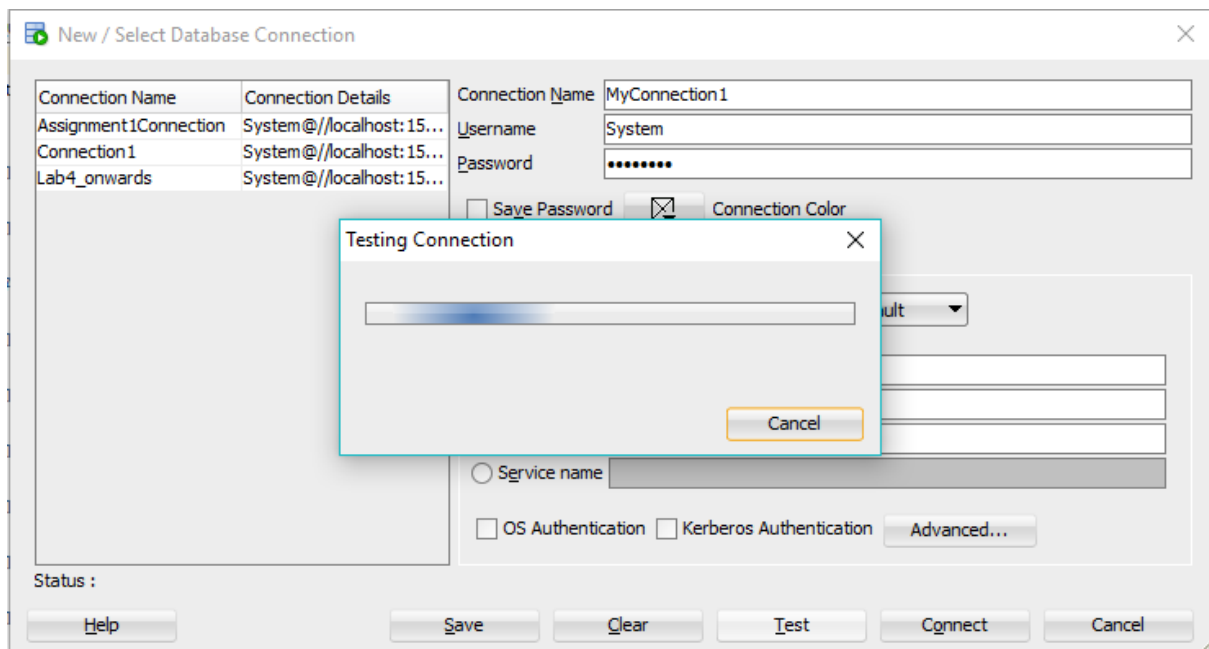 New / Select Database Connection
Connection Name Connection Details
Assignment1Connection System@//localhost:15...
Connection1 System@//localhost:15...
Lab4_onwards System@//localhost:15...
Connection Name MyConnection1
Username System
Password ••••••••
Save Password Connection Color
Testing Connection
Cancel
Service name
OS Authentication Kerberos Authentication Advanced...
Status :
Help Save Clear Test Connect Cancel